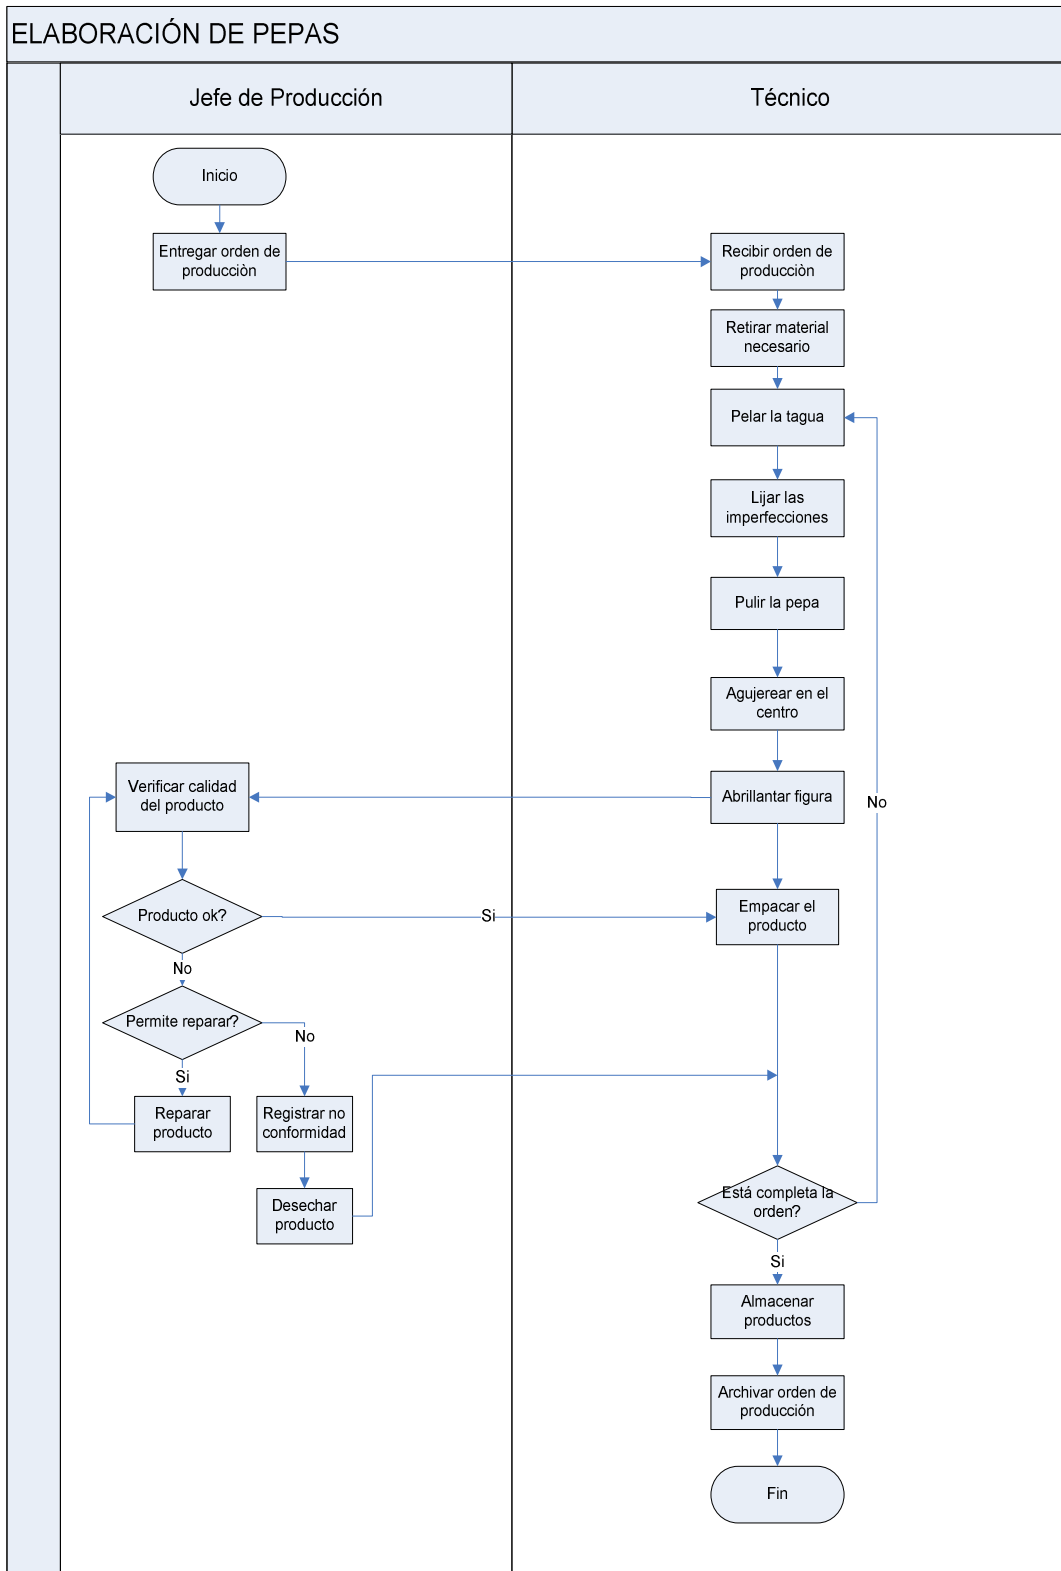 ELABORACIÓN DE PEPAS
Jefe de Producción
Técnico
Inicio
Entregar orden de
producciòn
Recibir orden de
producciòn
Retirar material
necesario
Pelar la tagua
Lijar las
imperfecciones
Pulir la pepa
Agujerear en el
centro
Verificar calidad
del producto
Abrillantar figura
No
Producto ok?
Si
Empacar el
producto
No
Permite reparar?
No
Si
Reparar
producto
Registrar no
conformidad
Desechar
producto
Está completa la
orden?
Si
Almacenar
productos
Archivar orden de
producción
Fin